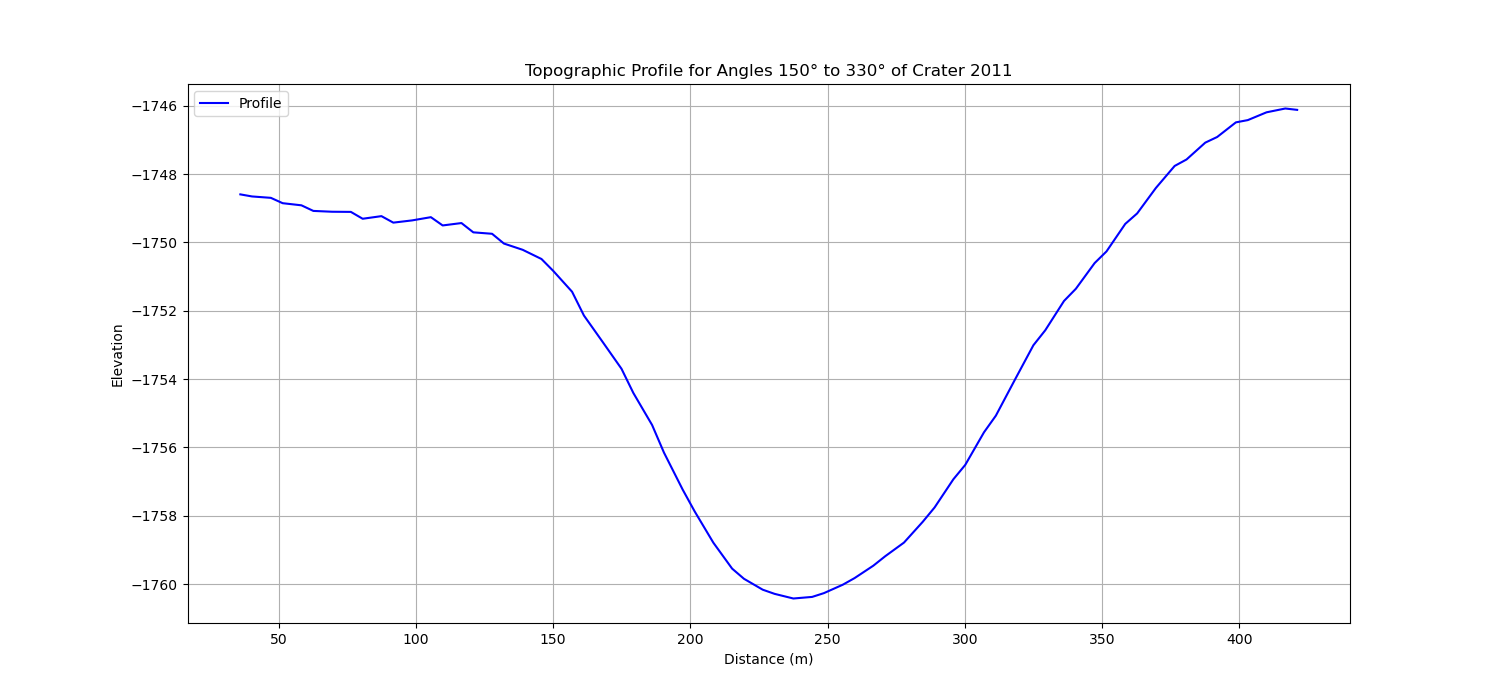 Topographic Profile for Angles 150° to 330° of Crater 2011
Profile
−1746
−1748
−1750
−1752
−1754
−1756
−1758
−1760
Elevation
50 100 150 200 250 300 350 400
Distance (m)